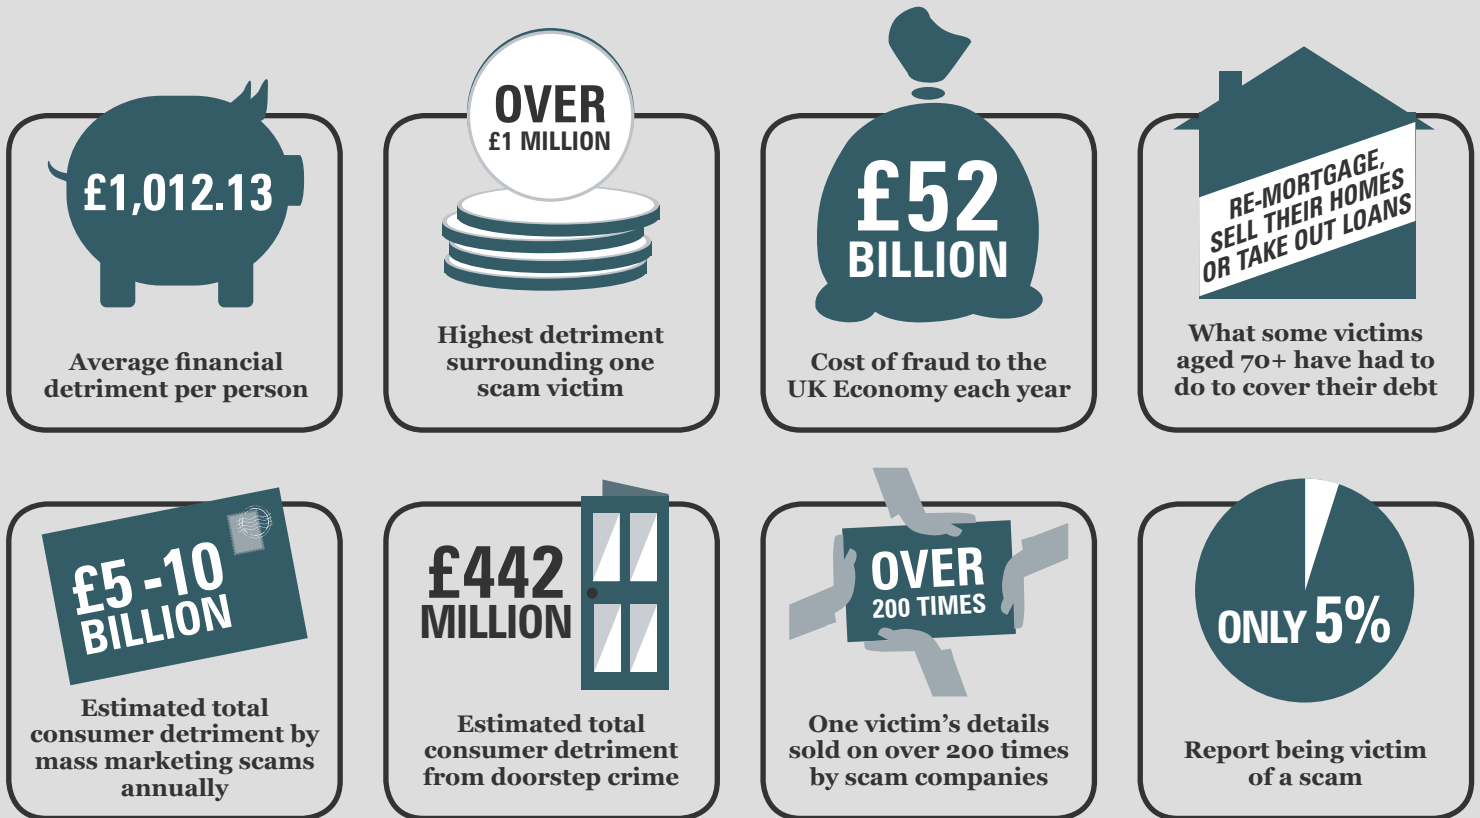 £1,012.13
Average financial
detriment per person
OVER
£1 MILLION
Highest detriment
surrounding one
scam victim
£52
BILLION
Cost of fraud to the
UK Economy each year
RE-MORTGAGE,
SELL THEIR HOMES
OR TAKE OUT LOANS
What some victims
aged 70+ have had to
do to cover their debt
£5-10
BILLION
Estimated total
consumer detriment by
mass marketing scams
annually
£442
MILLION
Estimated total
consumer detriment
from doorstep crime
OVER
200 TIMES
One victim's details
sold on over 200 times
by scam companies
ONLY 5%
Report being victim
of a scam